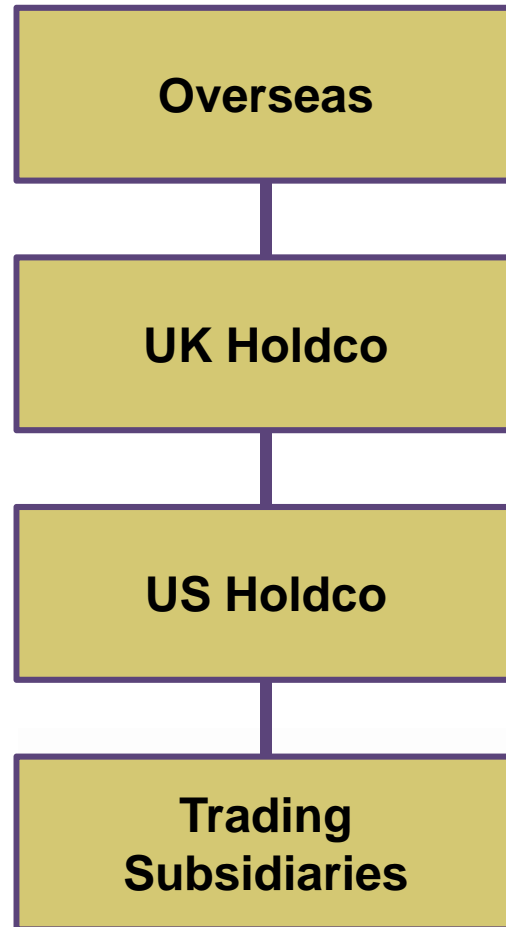 Overseas
UK Holdco
US Holdco
Trading
Subsidiaries